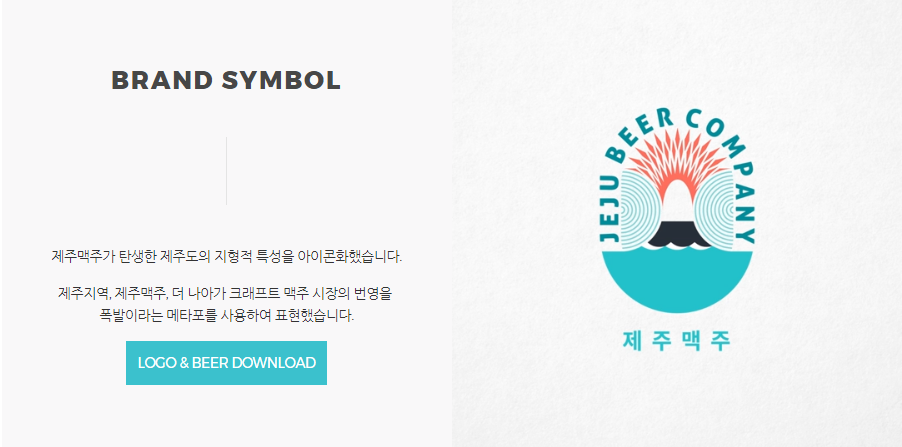 BRAND SYMBOL
제주맥주가 탄생한 제주도의 지형적 특성을 아이콘화했습니다.
제주지역, 제주맥주, 더 나아가 크래프트 맥주 시장의 번영을
폭발이라는 메타포를 사용하여 표현했습니다.
LOGO & BEER DOWNLOAD
JEJU BEER COMPANY
제주맥주